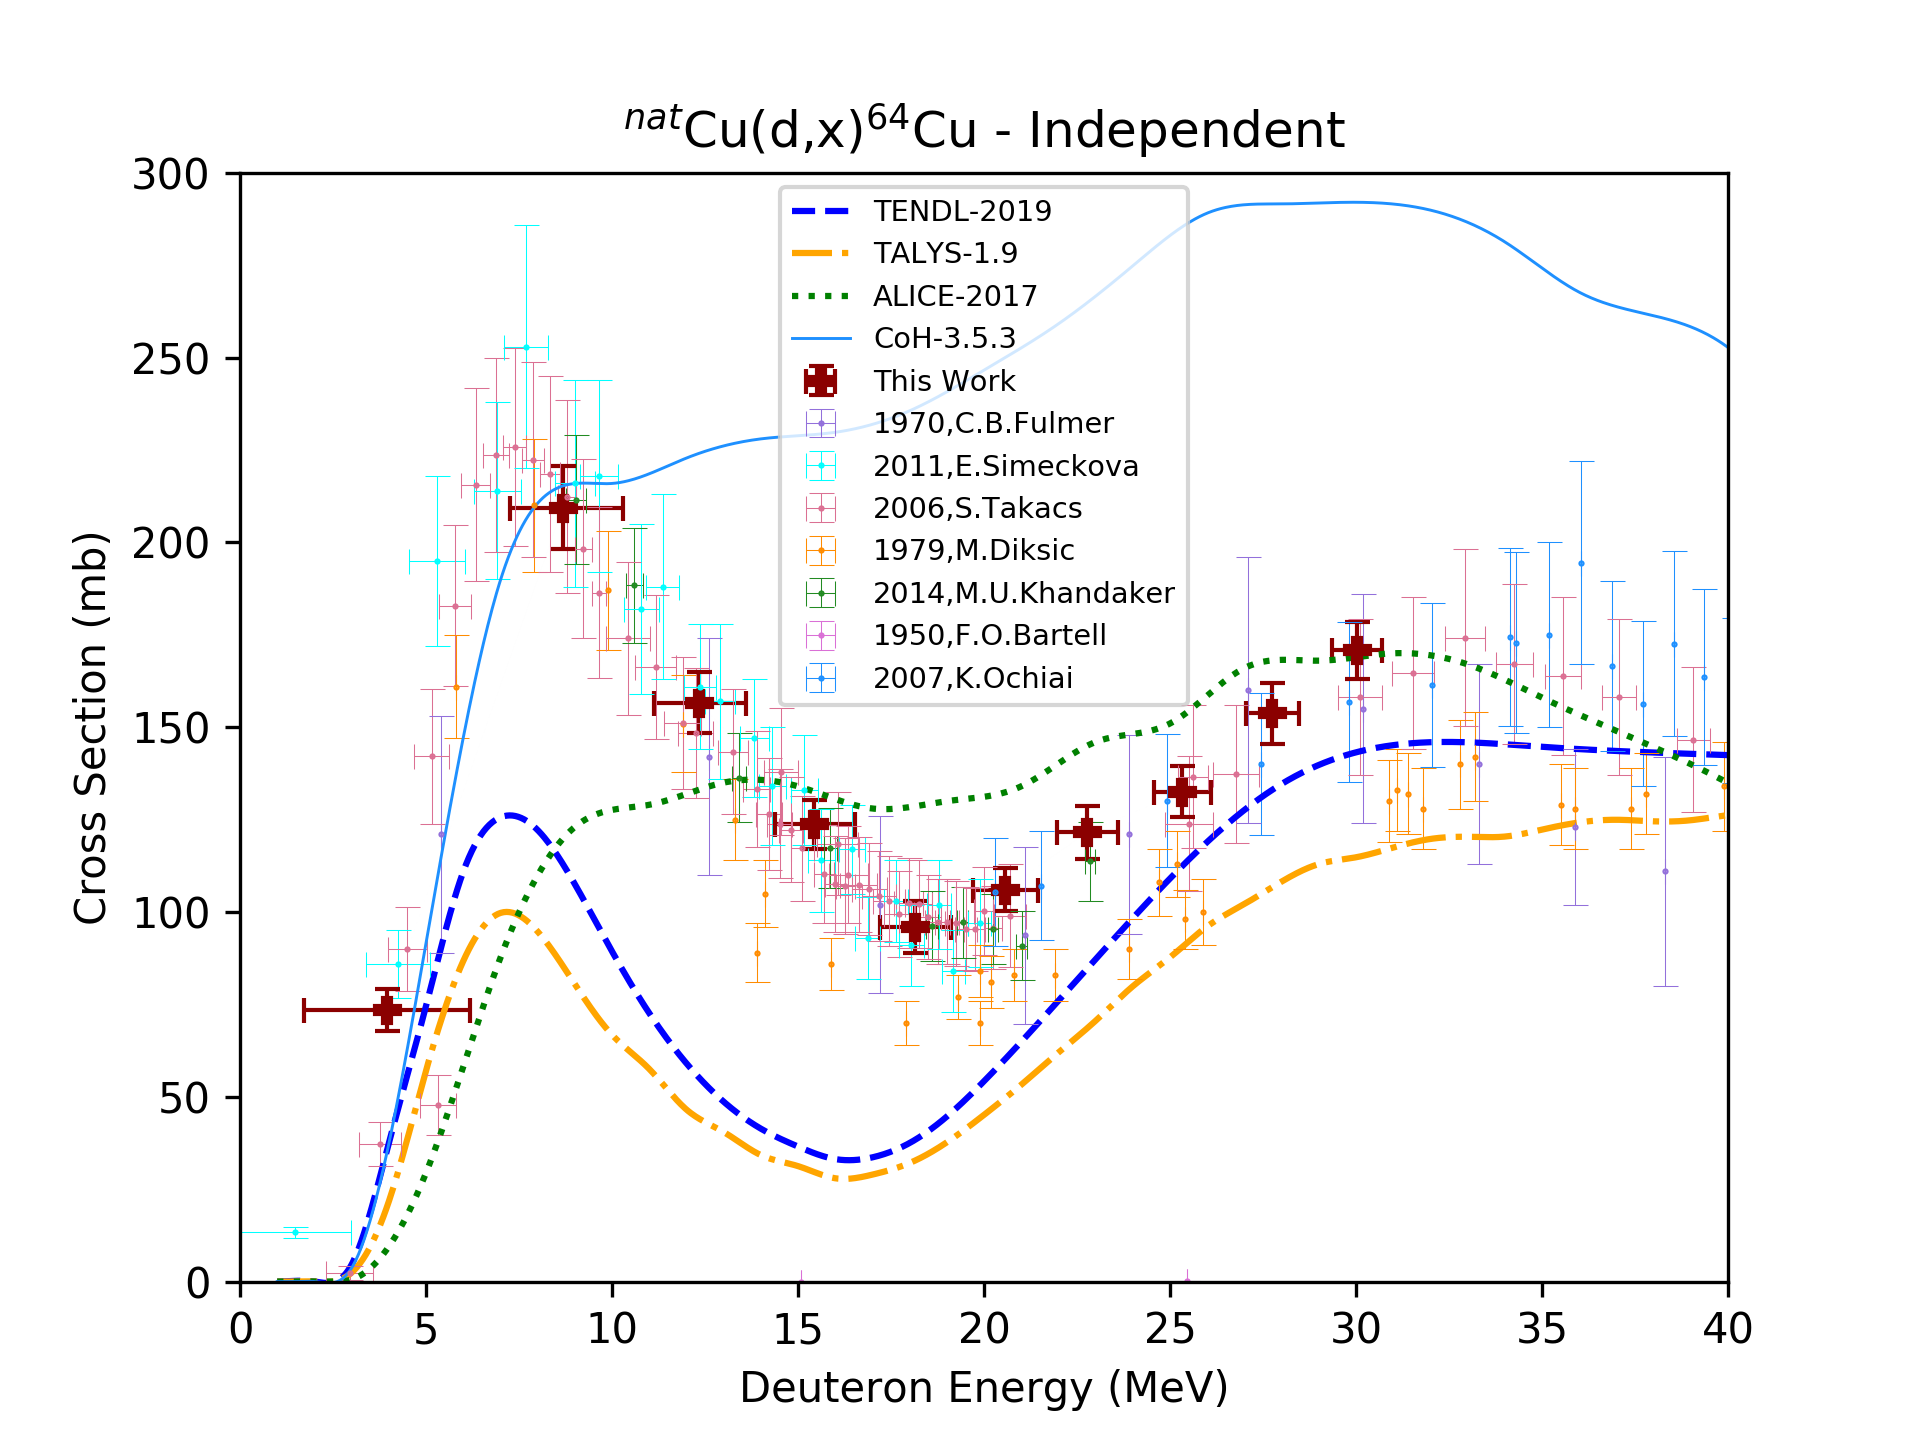 natCu(d,x)64Cu - Independent
300
250
200
150
100
50
0
Cross Section (mb)
TENDL-2019
TALYS-1.9
ALICE-2017
CoH-3.5.3
This Work
1970,C.B.Fulmer
2011,E.Simeckova
2006,S.Takacs
1979,M.Diksic
2014,M.U.Khandaker
1950,F.O.Bartell
2007,K.Ochiai
0 5 10 15 20 25 30 35 40
Deuteron Energy (MeV)